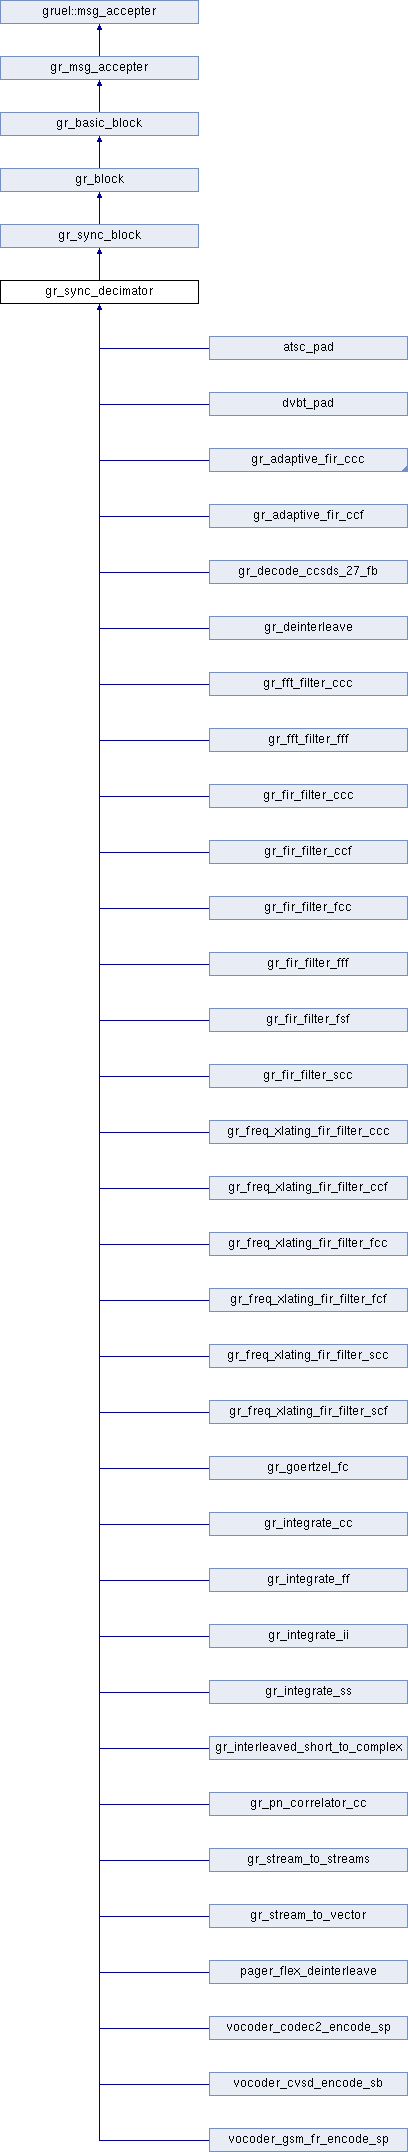 gruel::msg_accepter
gr_msg_accepter
gr_basic_block
gr_block
gr_sync_block
gr_sync_decimator
atsc_pad
dvbt_pad
gr_adaptive_fir_ccc
gr_adaptive_fir_ccf
gr_decode_ccsds_27_fb
gr_deinterleave
gr_fft_filter_ccc
gr_fft_filter_fff
gr_fir_filter_ccc
gr_fir_filter_ccf
gr_fir_filter_fcc
gr_fir_filter_fff
gr_fir_filter_fsf
gr_fir_filter_scc
gr_freq_xlating_fir_filter_ccc
gr_freq_xlating_fir_filter_ccf
gr_freq_xlating_fir_filter_fcc
gr_freq_xlating_fir_filter_fcf
gr_freq_xlating_fir_filter_scc
gr_freq_xlating_fir_filter_scf
gr_goertzel_fc
gr_integrate_cc
gr_integrate_ff
gr_integrate_ii
gr_integrate_ss
gr_interleaved_short_to_complex
gr_pn_correlator_cc
gr_stream_to_streams
gr_stream_to_vector
pager_flex_deinterleave
vocoder_codec2_encode_sp
vocoder_cvsd_encode_sb
vocoder_gsm_fr_encode_sp